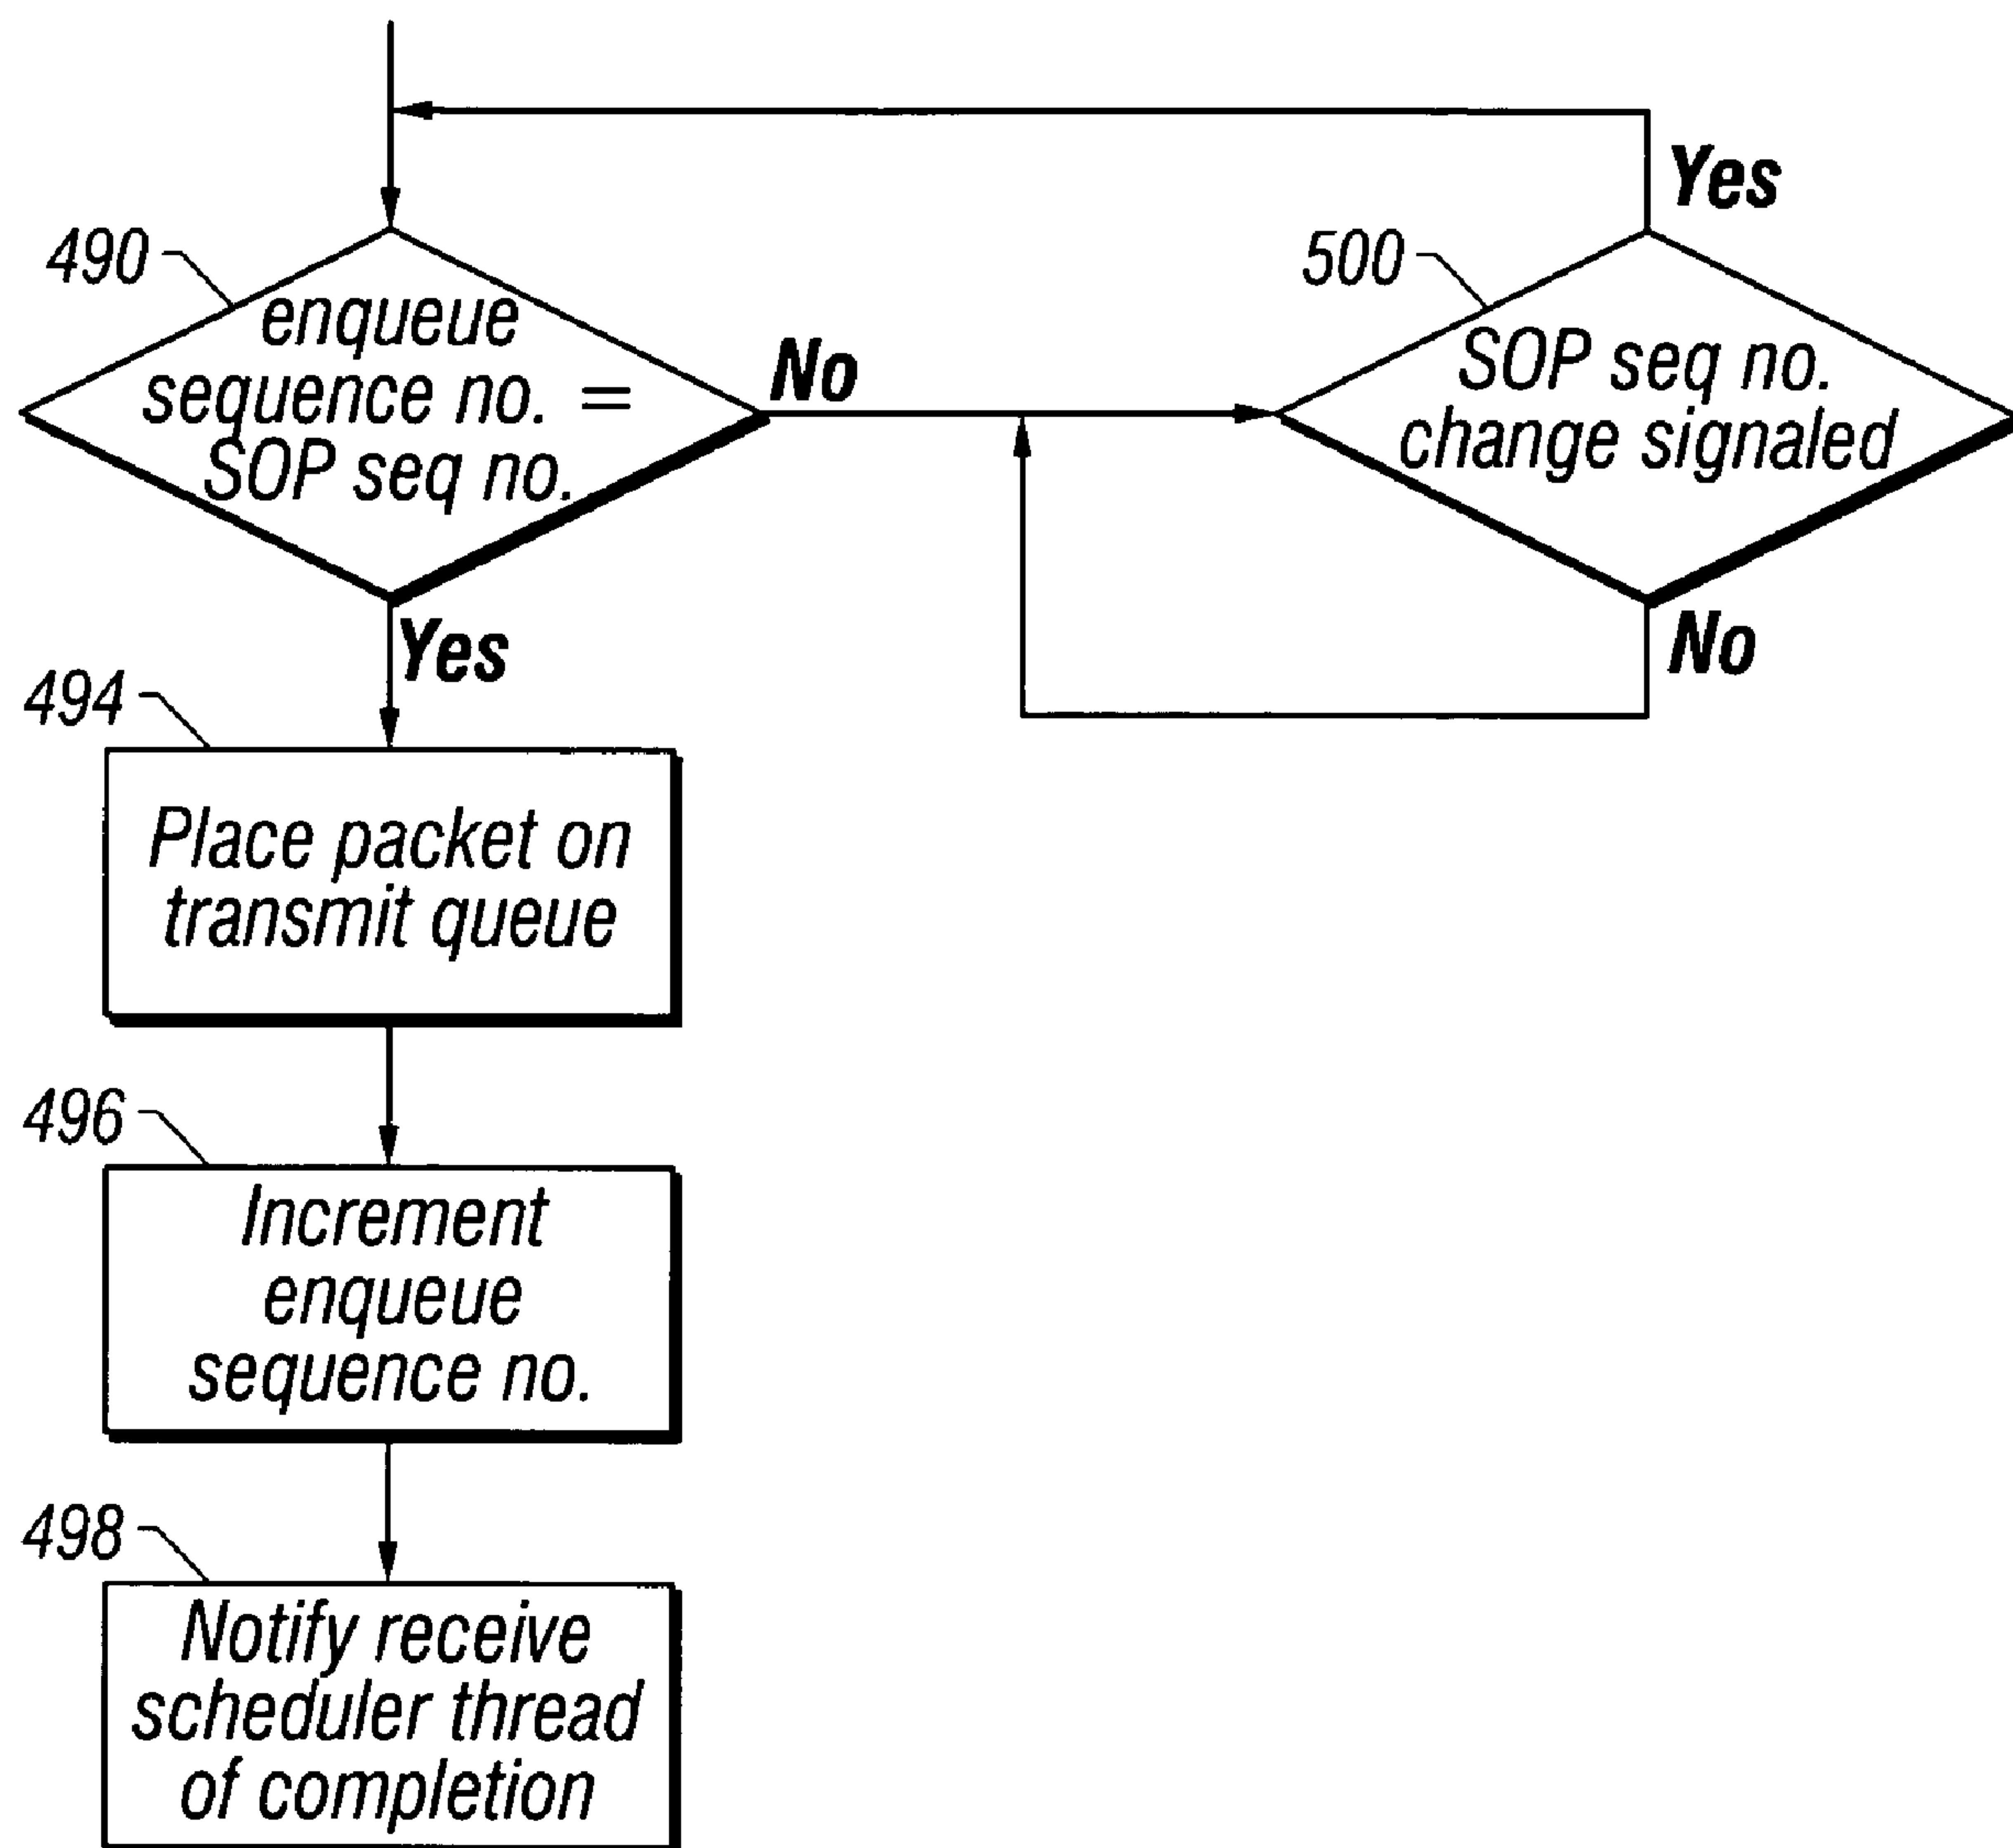 Yes
490
500
enqueue
sequence no. =
SOP seq no.
No
SOP seq no.
change signaled
Yes
No
494
Place packet on
transmit queue
496
Increment
enqueue
sequence no.
498
Notify receive
scheduler thread
of completion